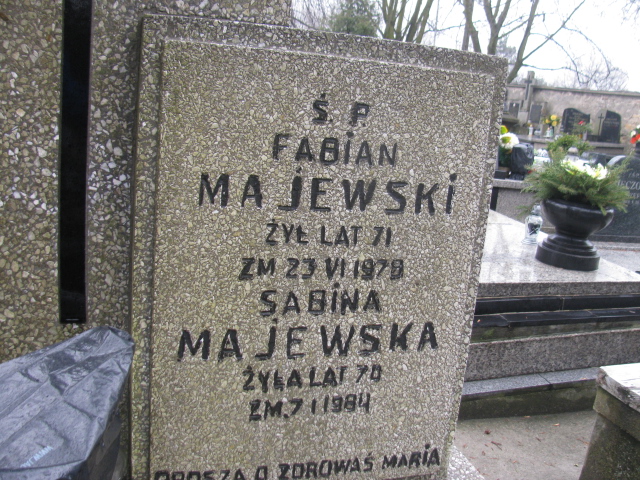 Ś. P
FABIAN
MAJEWSKI
ŻYŁ LAT 71
ZM 23 VI 1979
SABINA
MAJEWSKA
ŻYŁA LAT 70
ZM. 7 I 1984
PROSZĄ O ZDROWAŚ MARIA